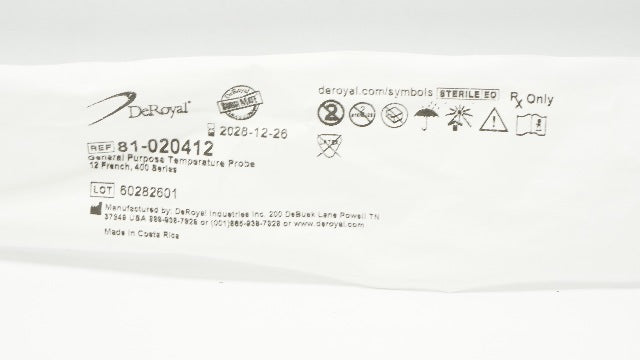 DeRoyal
deroyal.com/symbols STERILE EO Rx Only
2026-12-26
REF 81-020412
General Purpose Temperature Probe
12 French, 400 Series
LOT 60282601
Manufactured by: DeRoyal Industries Inc. 200 DeBusk Lane Powell TN
37849 USA 888-938-7828 or (001)865-938-7828 or www.deroyal.com
Made in Costa Rica